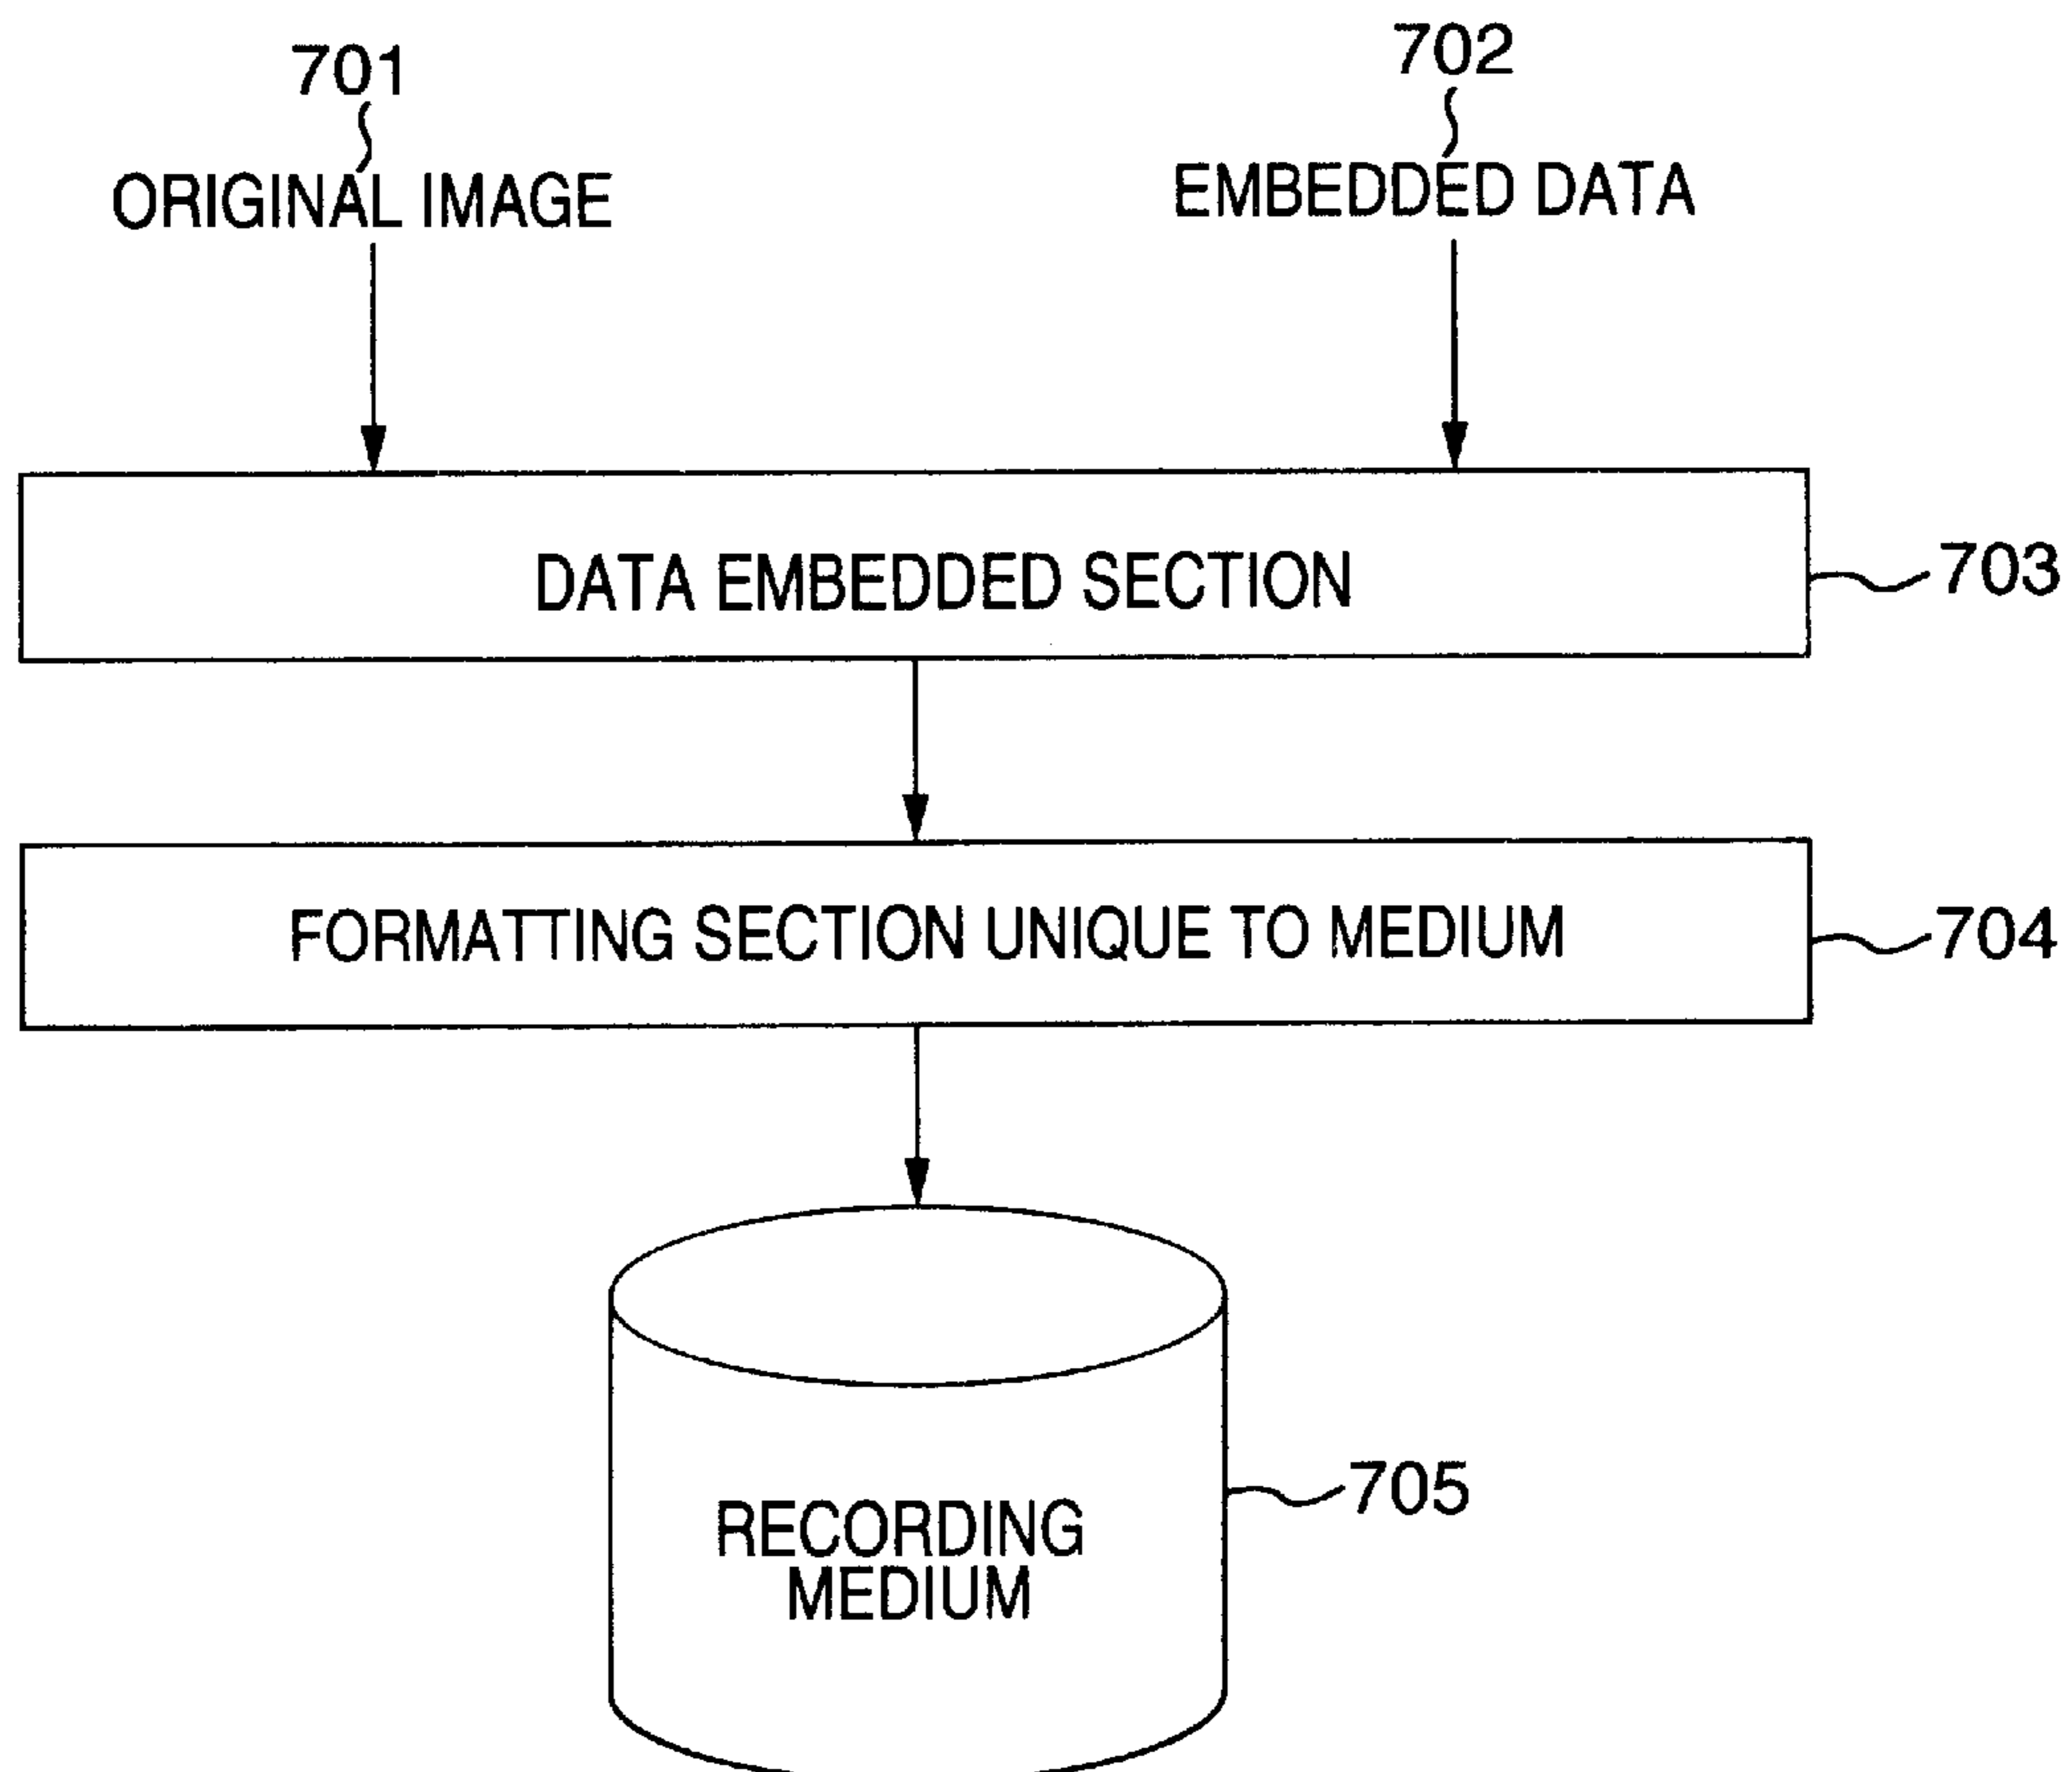 701
702
ORIGINAL IMAGE
EMBEDDED DATA
DATA EMBEDDED SECTION
703
FORMATTING SECTION UNIQUE TO MEDIUM
704
RECORDING
MEDIUM
705